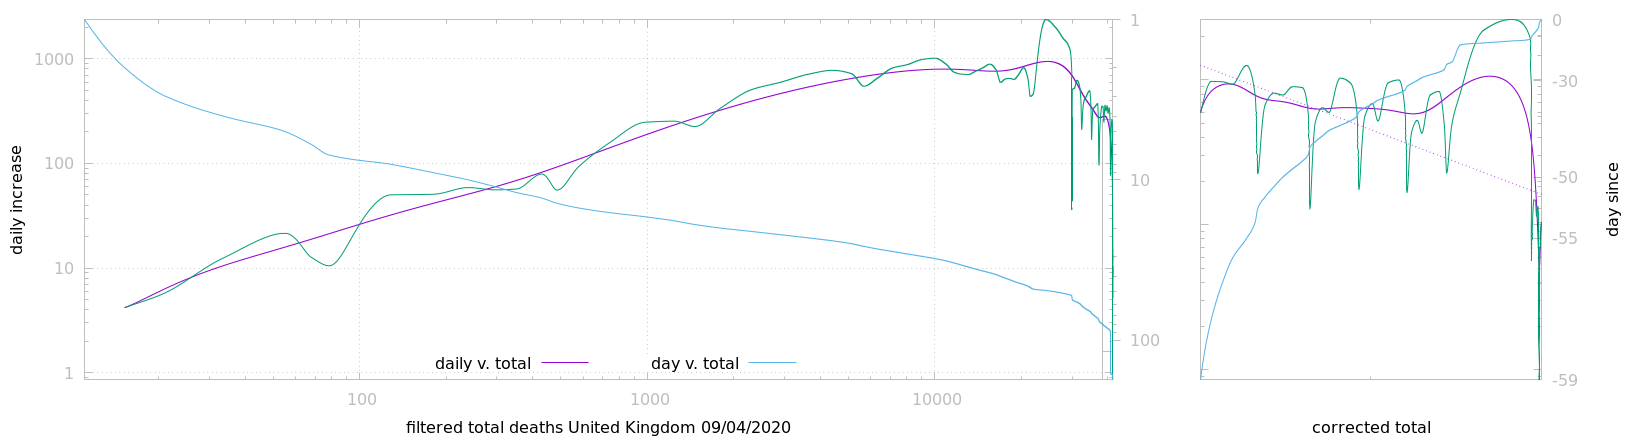 1000
100
10
1
daily increase
daily v. total
day v. total
100
1000
10000
filtered total deaths United Kingdom 09/04/2020
1
10
100
0
-30
-50
-55
-59
day since
corrected total